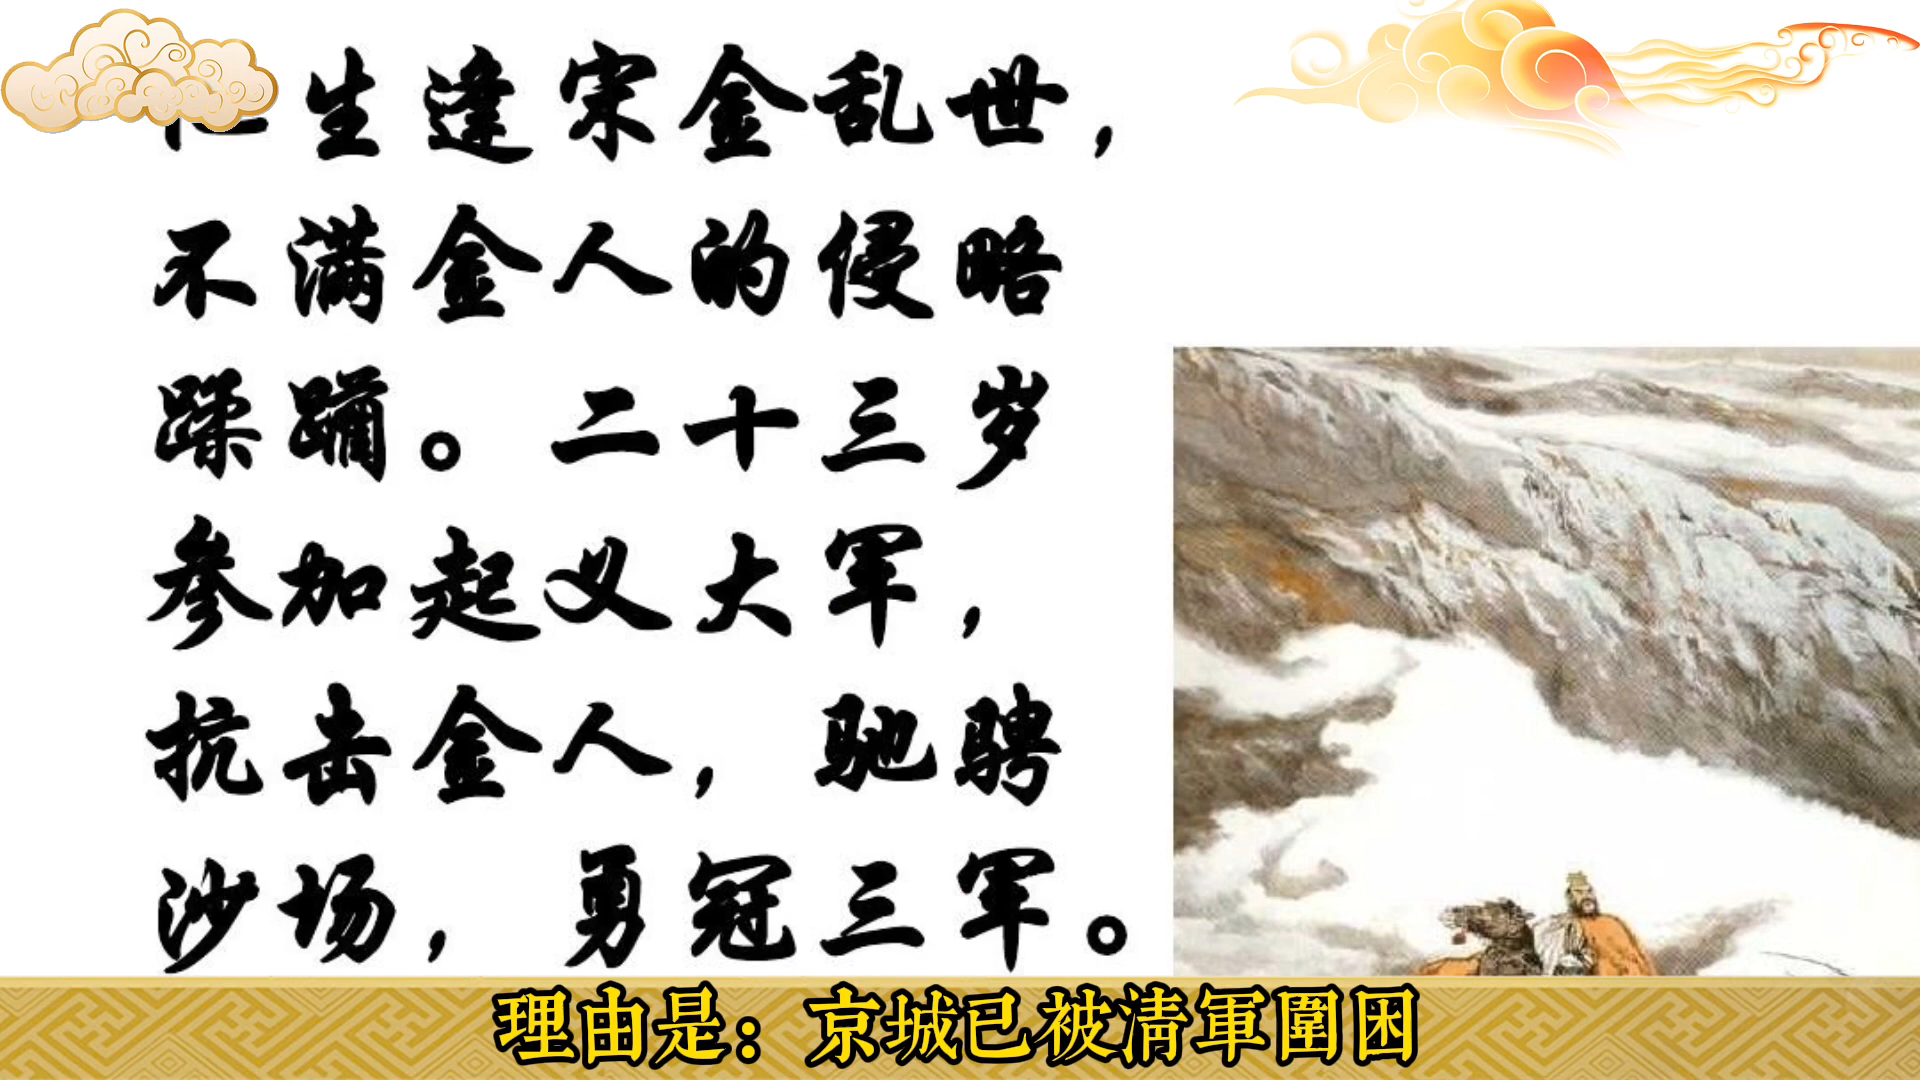 生逢宋金乱世，
不满金人的侵略
蹂躏。二十三岁
参加起义大军，
抗击金人，驰骋
沙场，勇冠三军。
理由是：京城已被清軍圍困